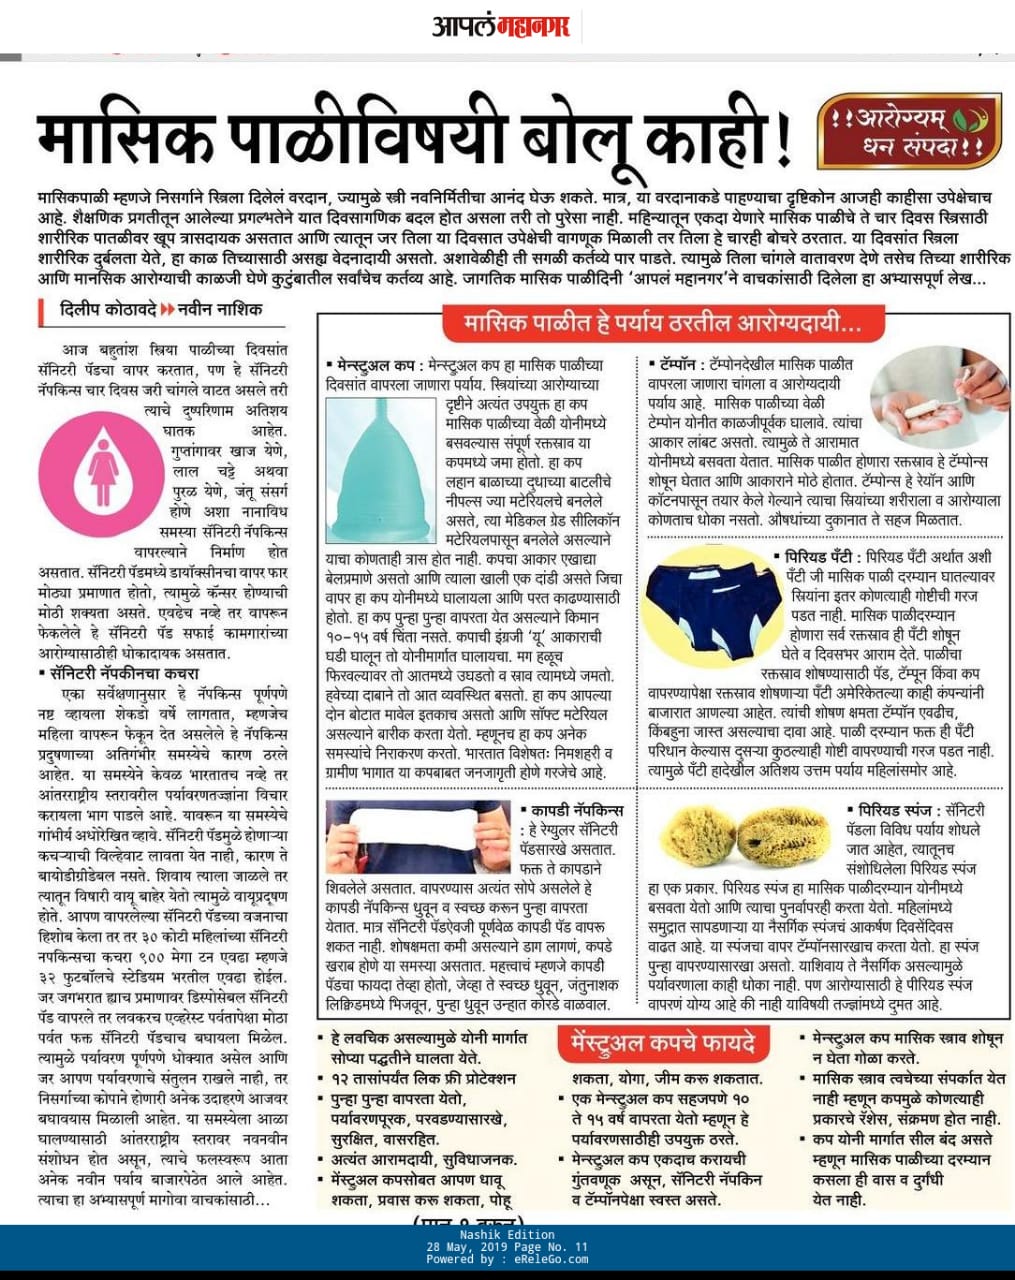 आपलं महानगर
मासिक पाळीविषयी बोलू काही!
!!आरोग्यम्
धन संपदा!!
मासिकपाळी म्हणजे निसर्गाने स्त्रिला दिलेलं वरदान, ज्यामुळे स्त्री नवनिर्मितीचा आनंद घेऊ शकते. मात्र, या वरदानाकडे पाहण्याचा दृष्टिकोन आजही काहीसा उपेक्षेचाच
आहे. शैक्षणिक प्रगतीतून आलेल्या प्रगल्भतेने यात दिवसागणिक बदल होत असला तरी तो पुरेसा नाही. महिन्यातून एकदा येणारे मासिक पाळीचे ते चार दिवस स्त्रिसाठी
शारीरिक पातळीवर खूप त्रासदायक असतात आणि त्यातून जर तिला या दिवसात उपेक्षेची वागणूक मिळाली तर तिला हे चारही बोचरे ठरतात. या दिवसांत स्त्रिला
शारीरिक दुर्बलता येते, हा काळ तिच्यासाठी असह्य वेदनादायी असतो. अशावेळीही ती सगळी कर्तव्ये पार पाडते. त्यामुळे तिला चांगले वातावरण देणे तसेच तिच्या शारीरिक
आणि मानसिक आरोग्याची काळजी घेणे कुटुंबातील सर्वांचेच कर्तव्य आहे. जागतिक मासिक पाळीदिनी ‘आपलं महानगर’ने वाचकांसाठी दिलेला हा अभ्यासपूर्ण लेख...
दिलीप कोठावदे नवीन नाशिक
आज बहुतांश स्त्रिया पाळीच्या दिवसांत
सॅनिटरी पॅडचा वापर करतात, पण हे सॅनिटरी
नॅपकिन्स चार दिवस जरी चांगले वाटत असले तरी
त्याचे दुष्परिणाम अतिशय
घातक आहेत.
गुप्तांगावर खाज येणे,
लाल चट्टे अथवा
पुरळ येणे, जंतू संसर्ग
होणे अशा नानाविध
समस्या सॅनिटरी नॅपकिन्स
वापरल्याने निर्माण होत
असतात. सॅनिटरी पॅडमध्ये डायॉक्सीनचा वापर फार
मोठ्या प्रमाणात होतो, त्यामुळे कॅन्सर होण्याची
मोठी शक्यता असते. एवढेच नव्हे तर वापरून
फेकलेले हे सॅनिटरी पॅड सफाई कामगारांच्या
आरोग्यासाठीही धोकादायक असतात.
▪ सॅनिटरी नॅपकीनचा कचरा
एका सर्वेक्षणानुसार हे नॅपकिन्स पूर्णपणे
नष्ट व्हायला शेकडो वर्षे लागतात, म्हणजेच
महिला वापरून फेकून देत असलेले हे नॅपकिन्स
प्रदुषणाच्या अतिगंभीर समस्येचे कारण ठरले
आहेत. या समस्येने केवळ भारतातच नव्हे तर
आंतरराष्ट्रीय स्तरावरील पर्यावरणतज्ज्ञांना विचार
करायला भाग पाडले आहे. यावरून या समस्येचे
गांभीर्य अधोरेखित व्हावे. सॅनिटरी पॅडमुळे होणाऱ्या
कचऱ्याची विल्हेवाट लावता येत नाही, कारण ते
बायोडीग्रीडेबल नसते. शिवाय त्याला जाळले तर
त्यातून विषारी वायू बाहेर येतो त्यामुळे वायूप्रदूषण
होते. आपण वापरलेल्या सॅनिटरी पॅडच्या वजनाचा
हिशोब केला तर तर ३० कोटी महिलांच्या सॅनिटरी
नपकिन्सचा कचरा ९०० मेगा टन एवढा म्हणजे
३२ फुटबॉलचे स्टेडियम भरतील एवढा होईल.
जर जगभरात ह्याच प्रमाणावर डिस्पोसेबल सॅनिटरी
पॅड वापरले तर लवकरच एव्हरेस्ट पर्वतापेक्षा मोठा
पर्वत फक्त सॅनिटरी पॅडचाच बघायला मिळेल.
त्यामुळे पर्यावरण पूर्णपणे धोक्यात असेल आणि
जर आपण पर्यावरणाचे संतुलन राखले नाही, तर
निसर्गाच्या कोपाने होणारी अनेक उदाहरणे आजवर
बघावयास मिळाली आहेत. या समस्येला आळा
घालण्यासाठी आंतरराष्ट्रीय स्तरावर नवनवीन
संशोधन होत असून, त्याचे फलस्वरूप आता
अनेक नवीन पर्याय बाजारपेठेत आले आहेत.
त्याचा हा अभ्यासपूर्ण मागोवा वाचकांसाठी...
मासिक पाळीत हे पर्याय ठरतील आरोग्यदायी...
▪ मेन्स्ट्रुअल कप : मेन्स्ट्रुअल कप हा मासिक पाळीच्या
दिवसांत वापरला जाणारा पर्याय. स्त्रियांच्या आरोग्याच्या
दृष्टीने अत्यंत उपयुक्त हा कप
मासिक पाळीच्या वेळी योनीमध्ये
बसवल्यास संपूर्ण रक्तस्राव या
कपमध्ये जमा होतो. हा कप
लहान बाळाच्या दुधाच्या बाटलीचे
नीपल्स ज्या मटेरियलचे बनलेले
असते, त्या मेडिकल ग्रेड सीलिकॉन
मटेरियलपासून बनलेले असल्याने
याचा कोणताही त्रास होत नाही. कपचा आकार एखाद्या
बेलप्रमाणे असतो आणि त्याला खाली एक दांडी असते जिचा
वापर हा कप योनीमध्ये घालायला आणि परत काढण्यासाठी
होतो. हा कप पुन्हा पुन्हा वापरता येत असल्याने किमान
१०–१५ वर्ष चिंता नसते. कपाची इंग्रजी ‘यू’ आकाराची
घडी घालून तो योनीमार्गात घालायचा. मग हळूच
फिरवल्यावर तो आतमध्ये उघडतो व स्राव त्यामध्ये जमतो.
हवेच्या दाबाने तो आत व्यवस्थित बसतो. हा कप आपल्या
दोन बोटात मावेल इतकाच असतो आणि सॉफ्ट मटेरियल
असल्याने बारीक करता येतो. म्हणूनच हा कप अनेक
समस्यांचे निराकरण करतो. भारतात विशेषतः निमशहरी व
ग्रामीण भागात या कपबाबत जनजागृती होणे गरजेचे आहे.
▪ कापडी नॅपकिन्स
: हे रेग्युलर सॅनिटरी
पॅडसारखे असतात.
फक्त ते कापडाने
शिवलेले असतात. वापरण्यास अत्यंत सोपे असलेले हे
कापडी नॅपकिन्स धुवून व स्वच्छ करून पुन्हा वापरता
येतात. मात्र सॅनिटरी पॅडऐवजी पूर्णवेळ कापडी पॅड वापरू
शकत नाही. शोषक्षमता कमी असल्याने डाग लागणं, कपडे
खराब होणे या समस्या असतात. महत्त्वाचं म्हणजे कापडी
पॅडचा फायदा तेव्हा होतो, जेव्हा ते स्वच्छ धुवून, जंतुनाशक
लिक्विडमध्ये भिजवून, पुन्हा धुवून उन्हात कोरडे वाळवाल.
▪ टॅम्पॉन : टॅम्पोनदेखील मासिक पाळीत
वापरला जाणारा चांगला व आरोग्यदायी
पर्याय आहे. मासिक पाळीच्या वेळी
टेम्पोन योनीत काळजीपूर्वक घालावे. त्यांचा
आकार लांबट असतो. त्यामुळे ते आरामात
योनीमध्ये बसवता येतात. मासिक पाळीत होणारा रक्तस्राव हे टॅम्पोन्स
शोषून घेतात आणि आकाराने मोठे होतात. टॅम्पोन्स हे रेयॉन आणि
कॉटनपासून तयार केले गेल्याने त्याचा स्त्रियांच्या शरीराला व आरोग्याला
कोणताच धोका नसतो. औषधांच्या दुकानात ते सहज मिळतात.
▪ पिरियड पँटी : पिरियड पँटी अर्थात अशी
पँटी जी मासिक पाळी दरम्यान घातल्यावर
स्त्रियांना इतर कोणत्याही गोष्टीची गरज
पडत नाही. मासिक पाळीदरम्यान
होणारा सर्व रक्तस्राव ही पँटी शोषून
घेते व दिवसभर आराम देते. पाळीचा
रक्तस्राव शोषण्यासाठी पॅड, टॅम्पून किंवा कप
वापरण्यापेक्षा रक्तस्राव शोषणाऱ्या पँटी अमेरिकेतल्या काही कंपन्यांनी
बाजारात आणल्या आहेत. त्यांची शोषण क्षमता टॅम्पॉन एवढीच,
किंबहुना जास्त असल्याचा दावा आहे. पाळी दरम्यान फक्त ही पँटी
परिधान केल्यास दुसऱ्या कुठल्याही गोष्टी वापरण्याची गरज पडत नाही.
त्यामुळे पँटी हादेखील अतिशय उत्तम पर्याय महिलांसमोर आहे.
▪ पिरियड स्पंज : सॅनिटरी
पॅडला विविध पर्याय शोधले
जात आहेत, त्यातूनच
संशोधिलेला पिरियड स्पंज
हा एक प्रकार. पिरियड स्पंज हा मासिक पाळीदरम्यान योनीमध्ये
बसवता येतो आणि त्याचा पुनर्वापरही करता येतो. महिलांमध्ये
समुद्रात सापडणाऱ्या या नैसर्गिक स्पंजचं आकर्षण दिवसेंदिवस
वाढत आहे. या स्पंजचा वापर टॅम्पॉनसारखाच करता येतो. हा स्पंज
पुन्हा वापरण्यासारखा असतो. याशिवाय ते नैसर्गिक असल्यामुळे
पर्यावरणाला काही धोका नाही. पण आरोग्यासाठी हे पीरियड स्पंज
वापरणं योग्य आहे की नाही याविषयी तज्ज्ञांमध्ये दुमत आहे.
मेंस्ट्रुअल कपचे फायदे
▪ हे लवचिक असल्यामुळे योनी मार्गात
सोप्या पद्धतीने घालता येते.
▪ १२ तासांपर्यंत लिक फ्री प्रोटेक्शन
▪ पुन्हा पुन्हा वापरता येतो,
पर्यावरणपूरक, परवडण्यासारखे,
सुरक्षित, वासरहित.
▪ अत्यंत आरामदायी, सुविधाजनक.
▪ मेंस्टुअल कपसोबत आपण धावू
शकता, प्रवास करू शकता, पोहू
शकता, योगा, जीम करू शकतात.
▪ एक मेन्स्टुअल कप सहजपणे १०
ते १५ वर्ष वापरता येतो म्हणून हे
पर्यावरणसाठीही उपयुक्त ठरते.
▪ मेन्स्टुअल कप एकदाच करायची
गुंतवणूक असून, सॅनिटरी नॅपकिन
व टॅम्पॉनपेक्षा स्वस्त असते.
▪ मेन्स्टुअल कप मासिक स्राव शोषून
न घेता गोळा करते.
▪ मासिक स्राव त्वचेच्या संपर्कात येत
नाही म्हणून कपमुळे कोणत्याही
प्रकारचे रॅशेस, संक्रमण होत नाही.
▪ कप योनी मार्गात सील बंद असते
म्हणून मासिक पाळीच्या दरम्यान
कसला ही वास व दुर्गंधी
येत नाही.
Nashik Edition
28 May, 2019 Page No. 11
Powered by : eReleGo.com